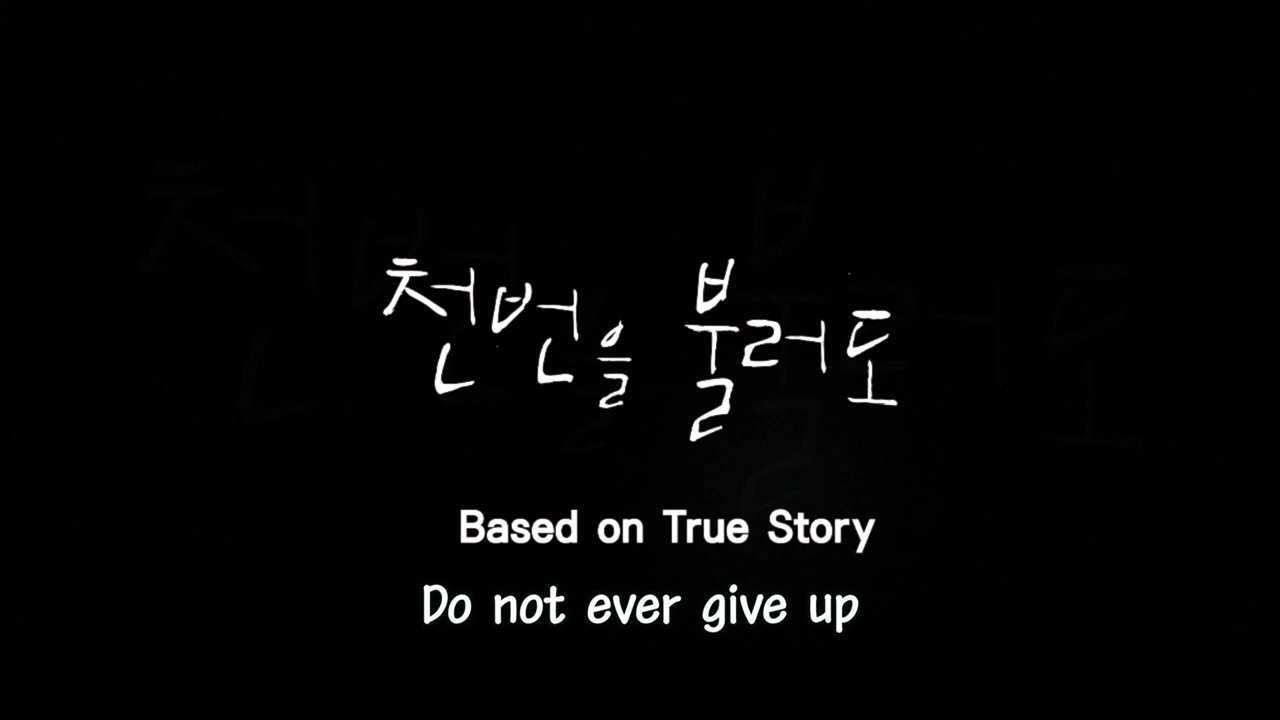 천번을 불러도
Based on True Story
Do not ever give up